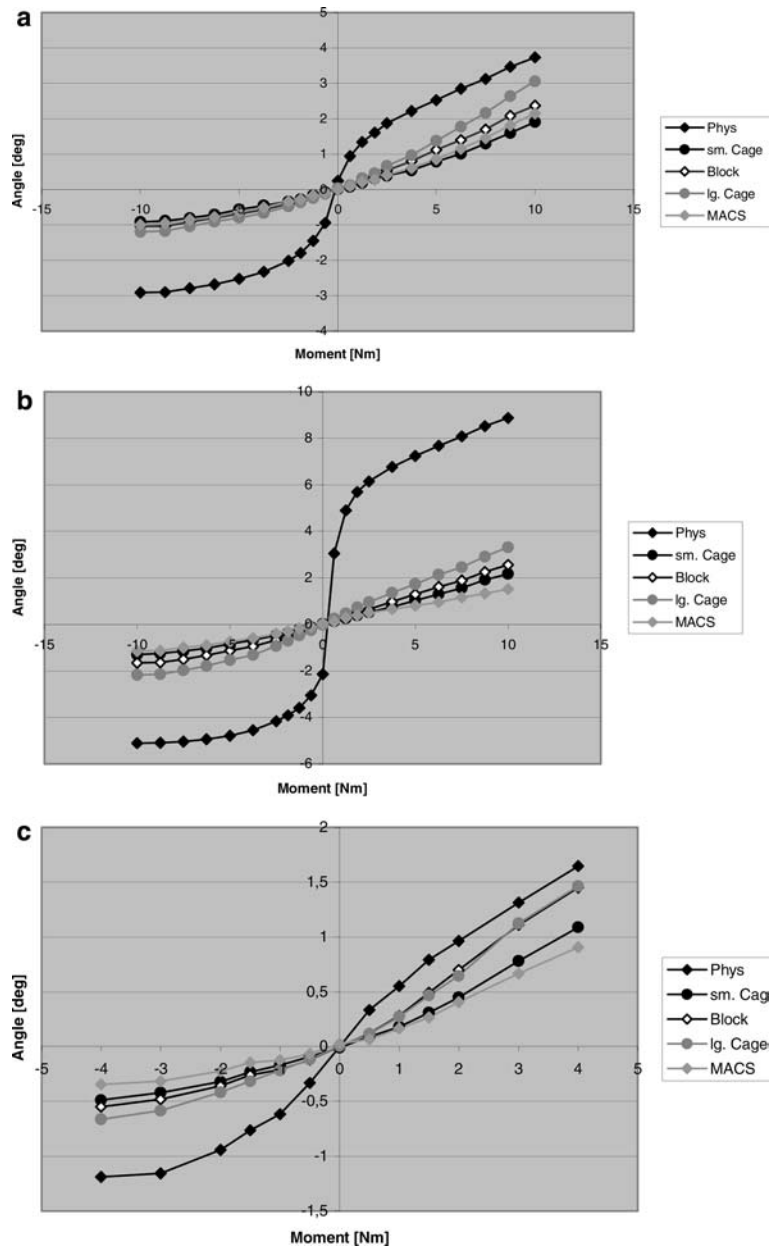 a
5
4
3
2
1
0
-15 -10 -5 0 5 10 15
-1
-2
-3
-4
Angle [deg]
Moment [Nm]
Phys
sm. Cage
Block
lg. Cage
MACS
b
10
8
6
4
2
0
-15 -10 -5 0 5 10 15
-2
-4
-6
Angle [deg]
Moment [Nm]
Phys
sm. Cage
Block
lg. Cage
MACS
c
2
1,5
1
0,5
0
-5 -4 -3 -2 -1 0 1 2 3 4 5
-0,5
-1
-1,5
Angle [deg]
Moment [Nm]
Phys
sm. Cag
Block
lg. Cage
MACS